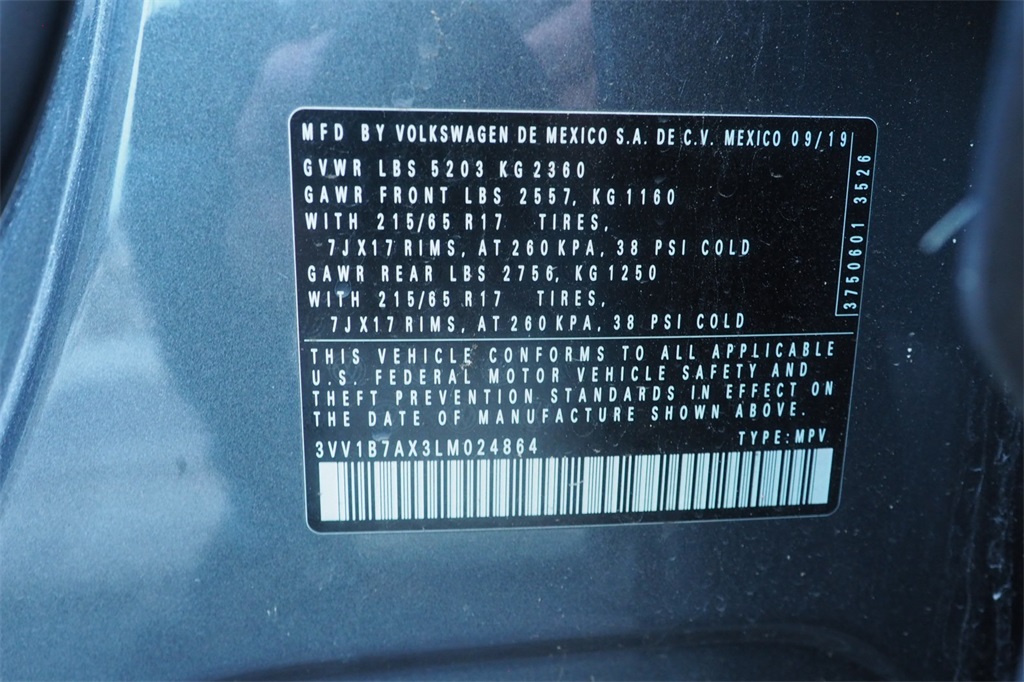 MFD BY VOLKSWAGEN DE MEXICO S.A. DE C.V. MEXICO 09/19
GVWR LBS 5203 KG 2360
GAWR FRONT LBS 2557, KG 1160
WITH 215/65 R17 TIRES,
7JX17 RIMS, AT 260 KPA, 38 PSI COLD
GAWR REAR LBS 2756, KG 1250
WITH 215/65 R17 TIRES,
7JX17 RIMS, AT 260 KPA, 38 PSI COLD
3750601 3526
THIS VEHICLE CONFORMS TO ALL APPLICABLE
U.S. FEDERAL MOTOR VEHICLE SAFETY AND
THEFT PREVENTION STANDARDS IN EFFECT ON
THE DATE OF MANUFACTURE SHOWN ABOVE.
3VV1B7AX3LM024864 TYPE: MPV